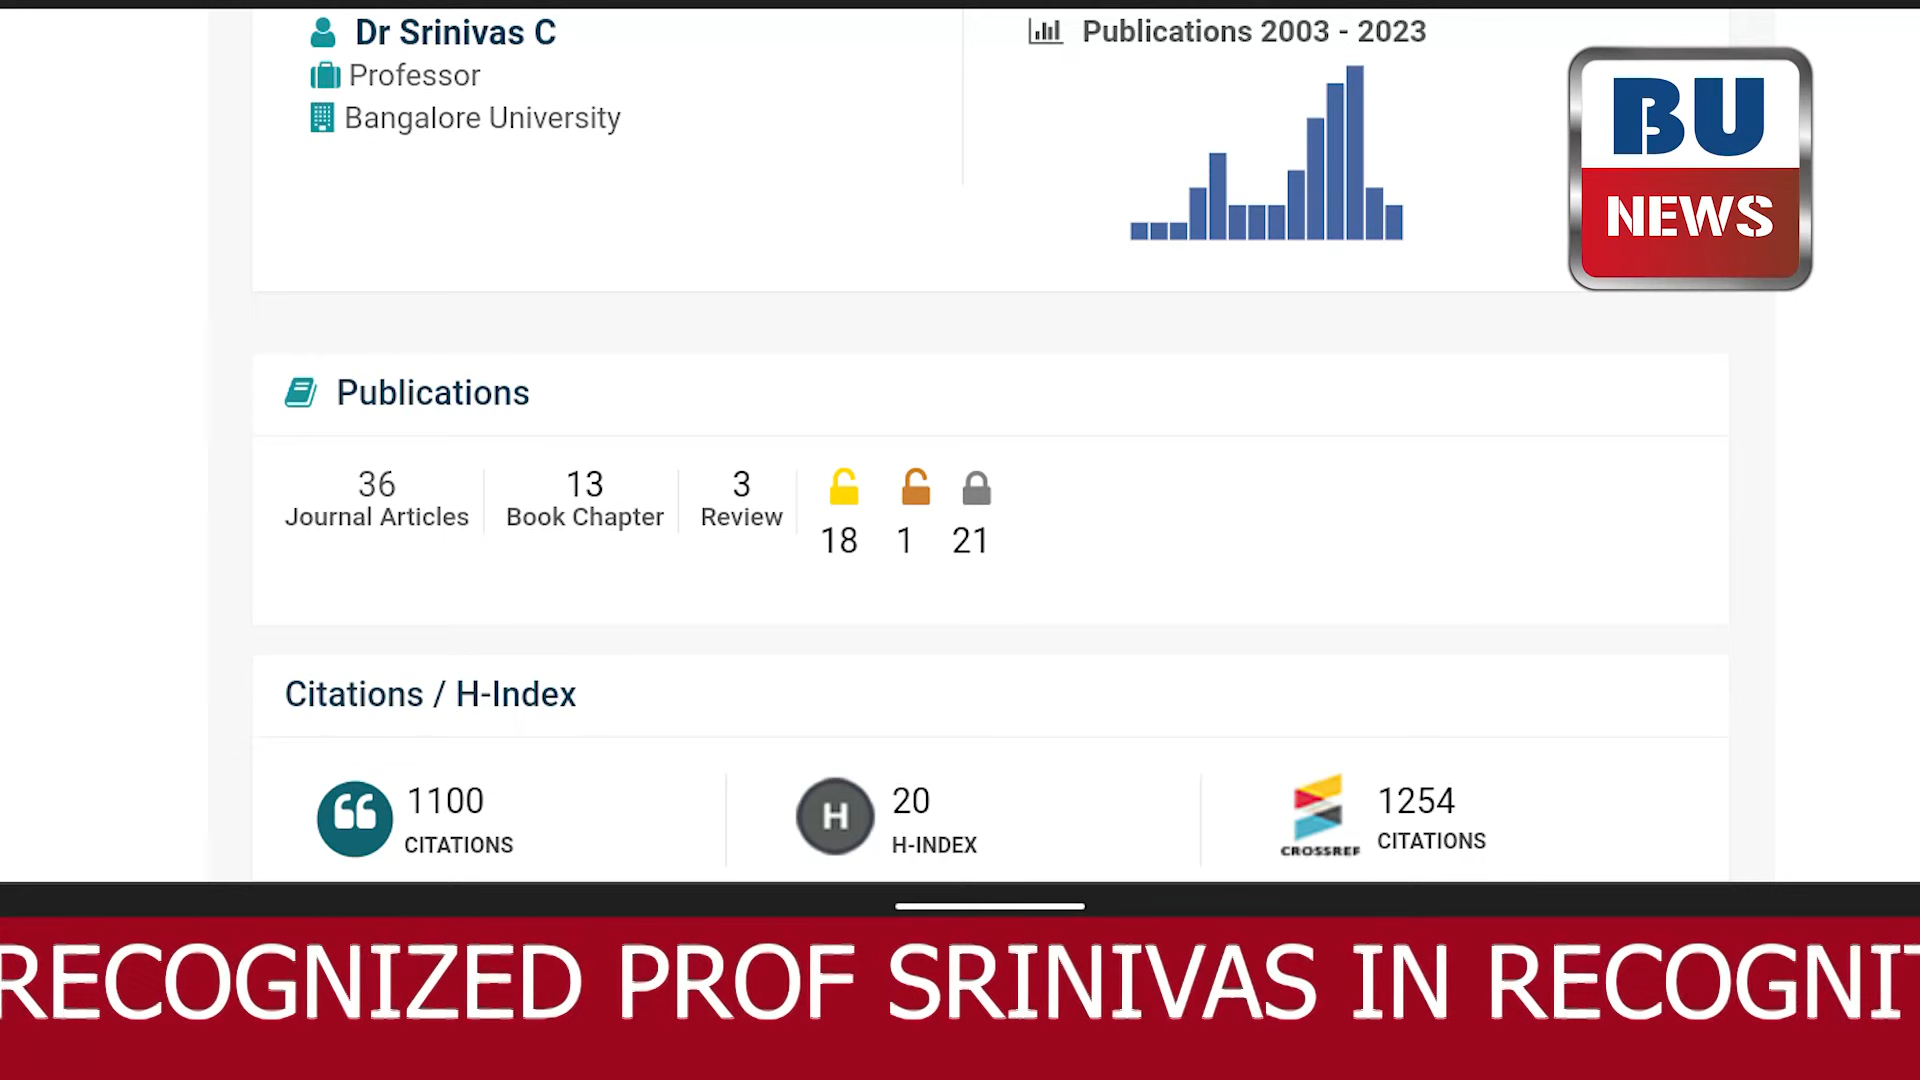 Dr Srinivas C
Professor
Bangalore University
Publications 2003 - 2023
BU
NEWS
Publications
36
Journal Articles
13
Book Chapter
3
Review
18
1
21
Citations / H-Index
1100
CITATIONS
H
20
H-INDEX
CROSSREF
1254
CITATIONS
RECOGNIZED PROF SRINIVAS IN RECOGNIT